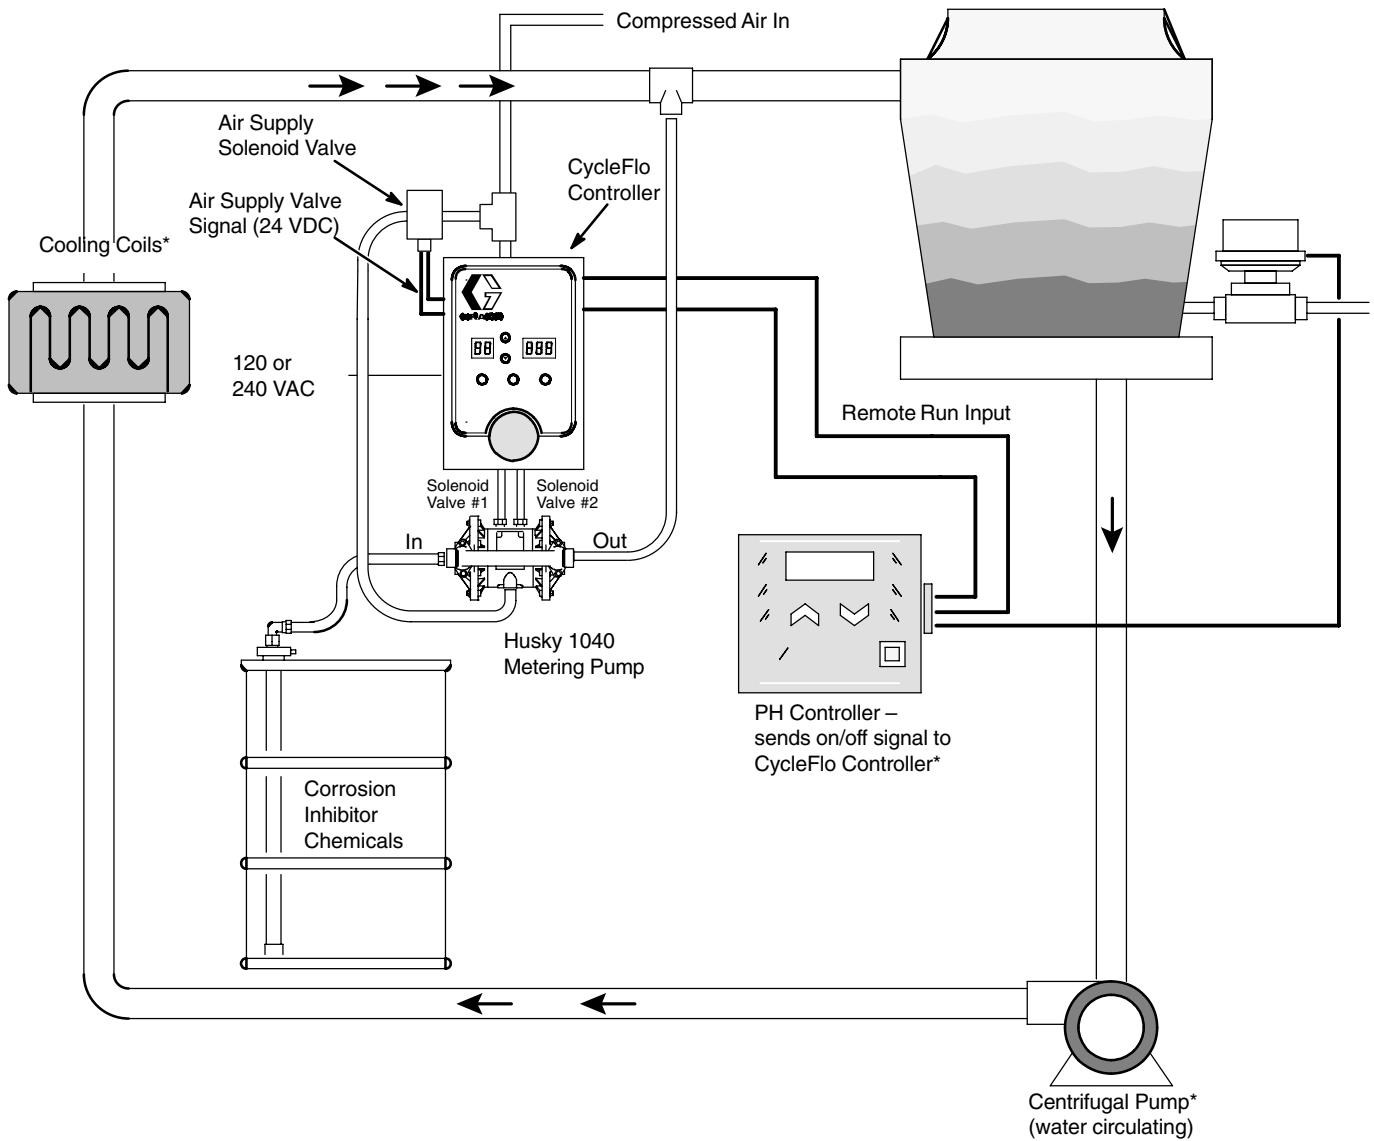 Compressed Air In
Air Supply
Solenoid Valve
CycleFlo
Controller
Air Supply Valve
Signal (24 VDC)
Cooling Coils*
120 or
240 VAC
Remote Run Input
Solenoid
Valve #1
Solenoid
Valve #2
In
Out
Husky 1040
Metering Pump
PH Controller –
sends on/off signal to
CycleFlo Controller*
Corrosion
Inhibitor
Chemicals
Centrifugal Pump*
(water circulating)